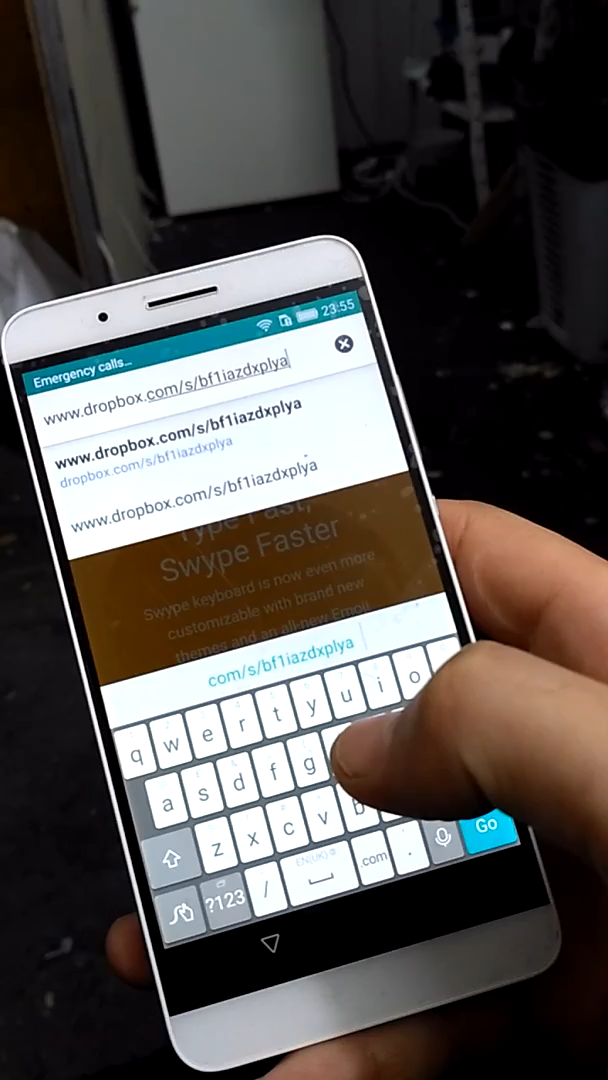 Emergency calls...
23:55
www.dropbox.com/s/bf1iazdxplya
www.dropbox.com/s/bf1iazdxplya
dropbox.com/s/bf1iazdxplya
www.dropbox.com/s/bf1iazdxplya
Type Fast,
Swype Faster
Swype keyboard is now even more
customizable with brand new
themes and an all-new Emoji
com/s/bf1iazdxplya
q w e r t y u i o
a s d f g
z x c v b
?123 / EN(UK) .com . Go